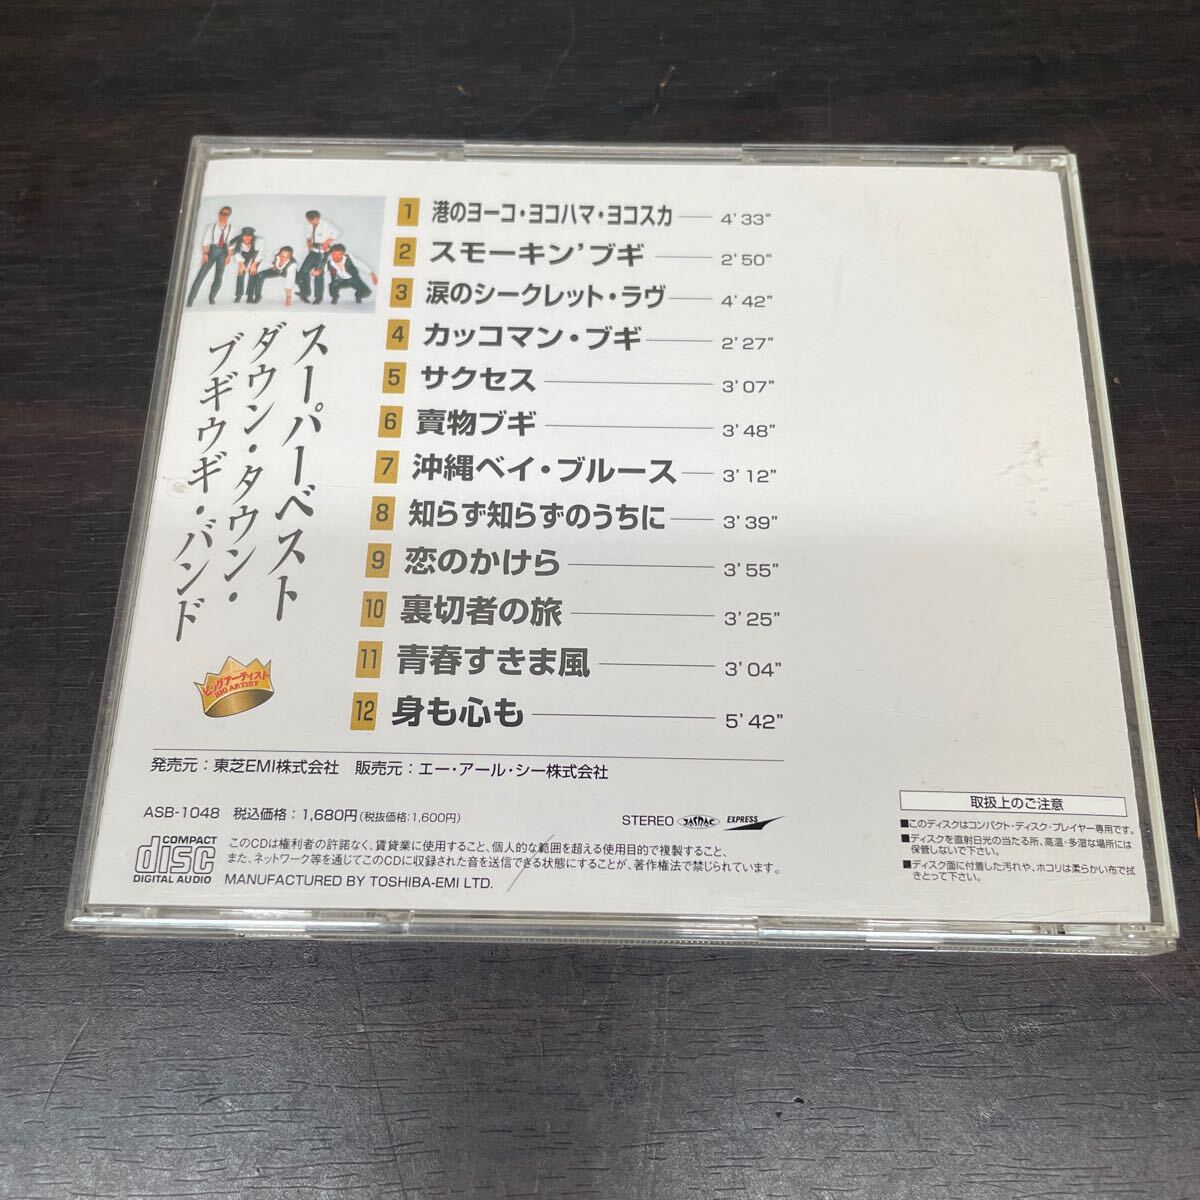 1 港のヨーコ・ヨコハマ・ヨコスカ 4'33"
2 スモーキン'ブギ 2'50"
3 涙のシークレット・ラヴ 4'42"
4 カッコマン・ブギ 2'27"
5 サクセス 3'07"
6 賣物ブギ 3'48"
7 沖縄ベイ・ブルース 3'12"
8 知らず知らずのうちに 3'39"
9 恋のかけら 3'55"
10 裏切者の旅 3'25"
11 青春すきま風 3'04"
12 身も心も 5'42"
スーパーベスト
ダウン・タウン・
ブギウギ・バンド
ビッグアーティスト
BIG ARTIST
発売元：東芝EMI株式会社 販売元：エー・アール・シー株式会社
ASB-1048 税込価格：1,680円(税抜価格：1,600円)
STEREO JASRAC EXPRESS
COMPACT
disc
DIGITAL AUDIO
このCDは権利者の許諾なく、賃貸業に使用すること、個人的な範囲を超える使用目的で複製すること、
また、ネットワーク等を通じてこのCDに収録された音を送信できる状態にすることが、著作権法で禁じられています。
MANUFACTURED BY TOSHIBA-EMI LTD.
取扱上のご注意
■このディスクはコンパクト・ディスク・プレイヤー専用です。
■ディスクを直射日光の当たる所、高温・多湿な場所には
保管しないで下さい。
■ディスク面に付着した汚れや、ホコリは柔らかい布で拭
きとって下さい。